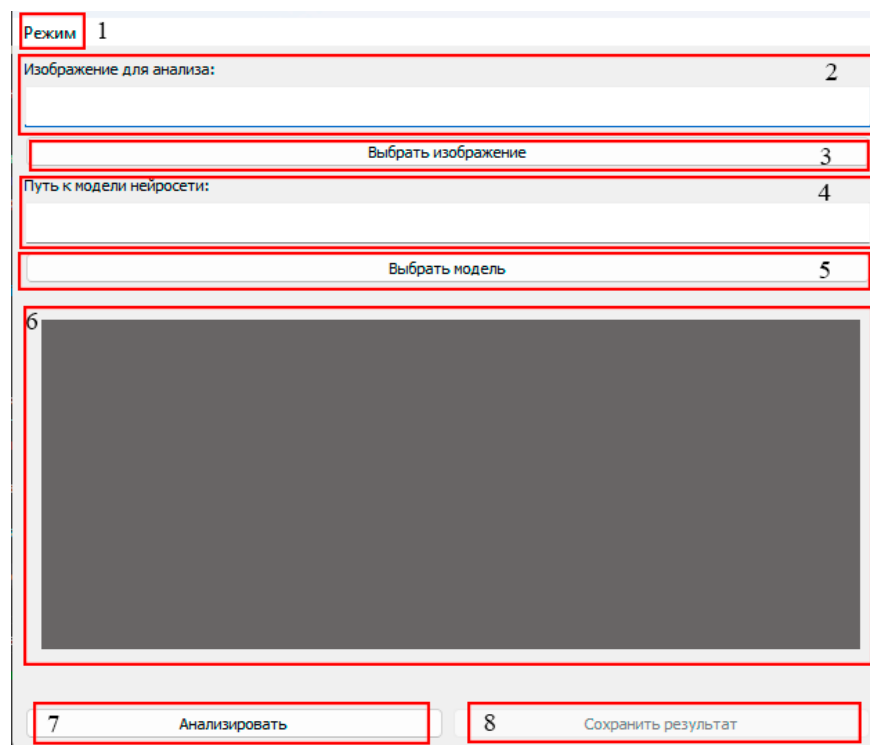 Режим 1
Изображение для анализа: 2
Выбрать изображение 3
Путь к модели нейросети: 4
Выбрать модель 5
6
7 Анализировать 8 Сохранить результат